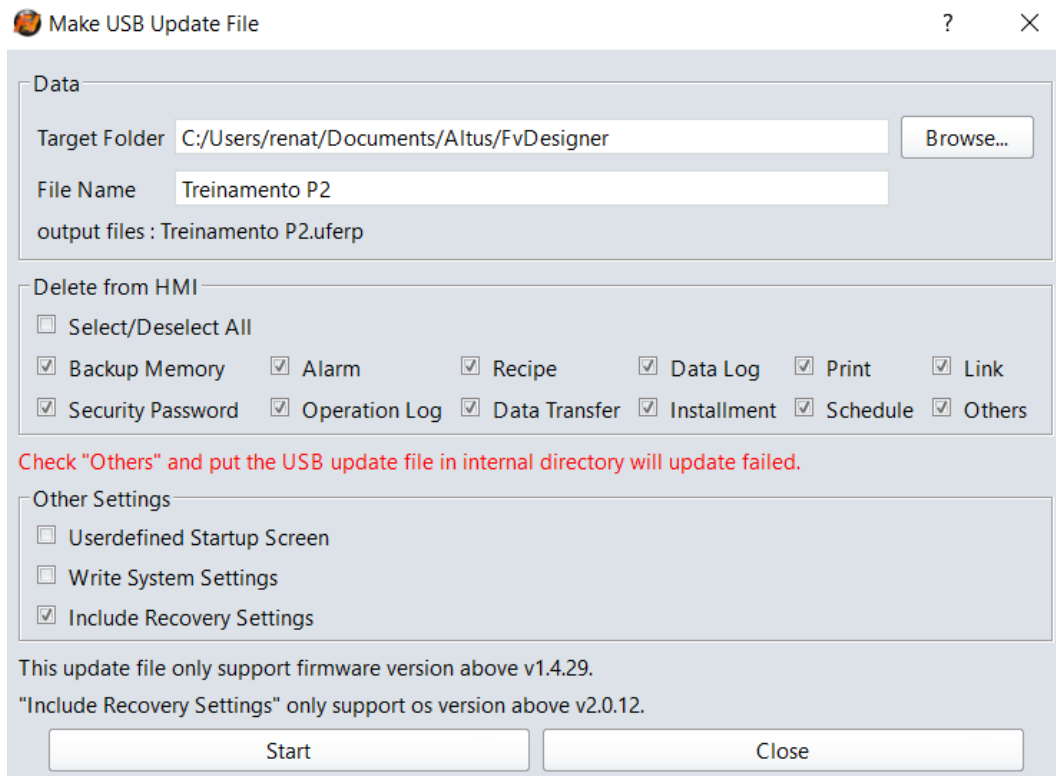 Make USB Update File ? ×
Data
Target Folder C:/Users/renat/Documents/Altus/FvDesigner Browse...
File Name Treinamento P2
output files : Treinamento P2.uferp
Delete from HMI
Select/Deselect All
Backup Memory Alarm Recipe Data Log Print Link
Security Password Operation Log Data Transfer Installment Schedule Others
Check "Others" and put the USB update file in internal directory will update failed.
Other Settings
Userdefined Startup Screen
Write System Settings
Include Recovery Settings
This update file only support firmware version above v1.4.29.
"Include Recovery Settings" only support os version above v2.0.12.
Start Close